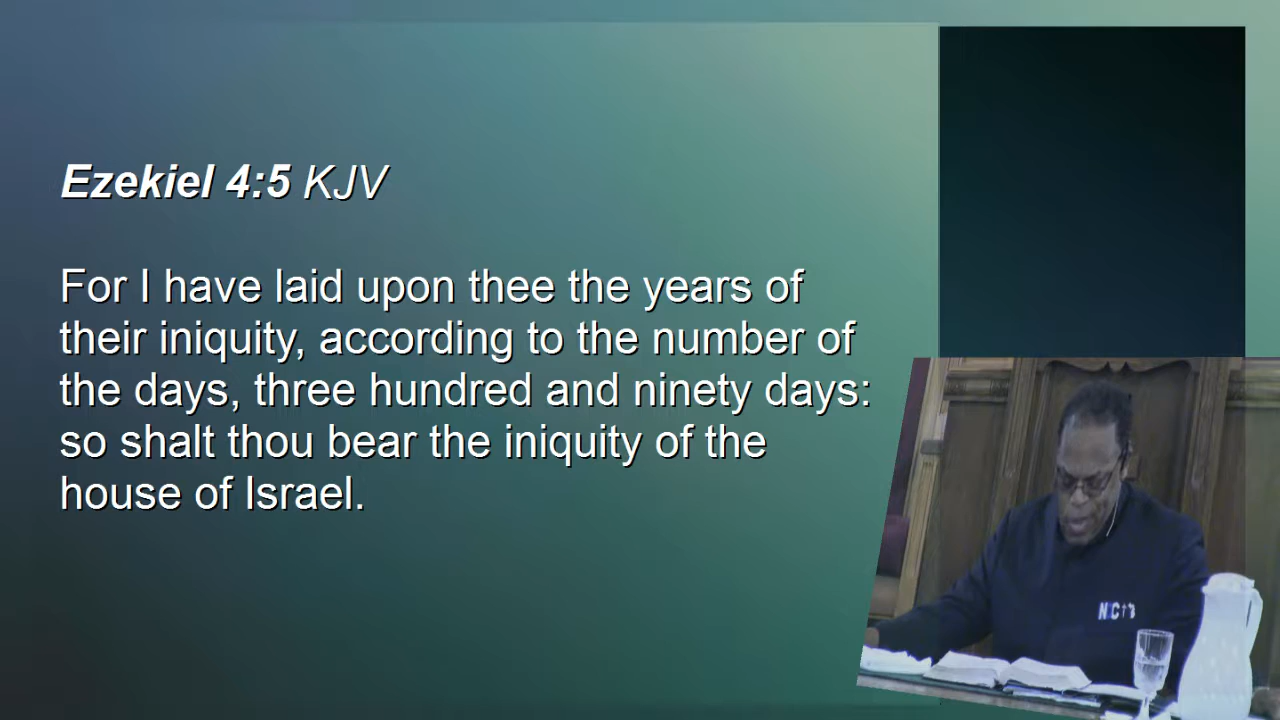 Ezekiel 4:5 KJV
For I have laid upon thee the years of
their iniquity, according to the number of
the days, three hundred and ninety days:
so shalt thou bear the iniquity of the
house of Israel.